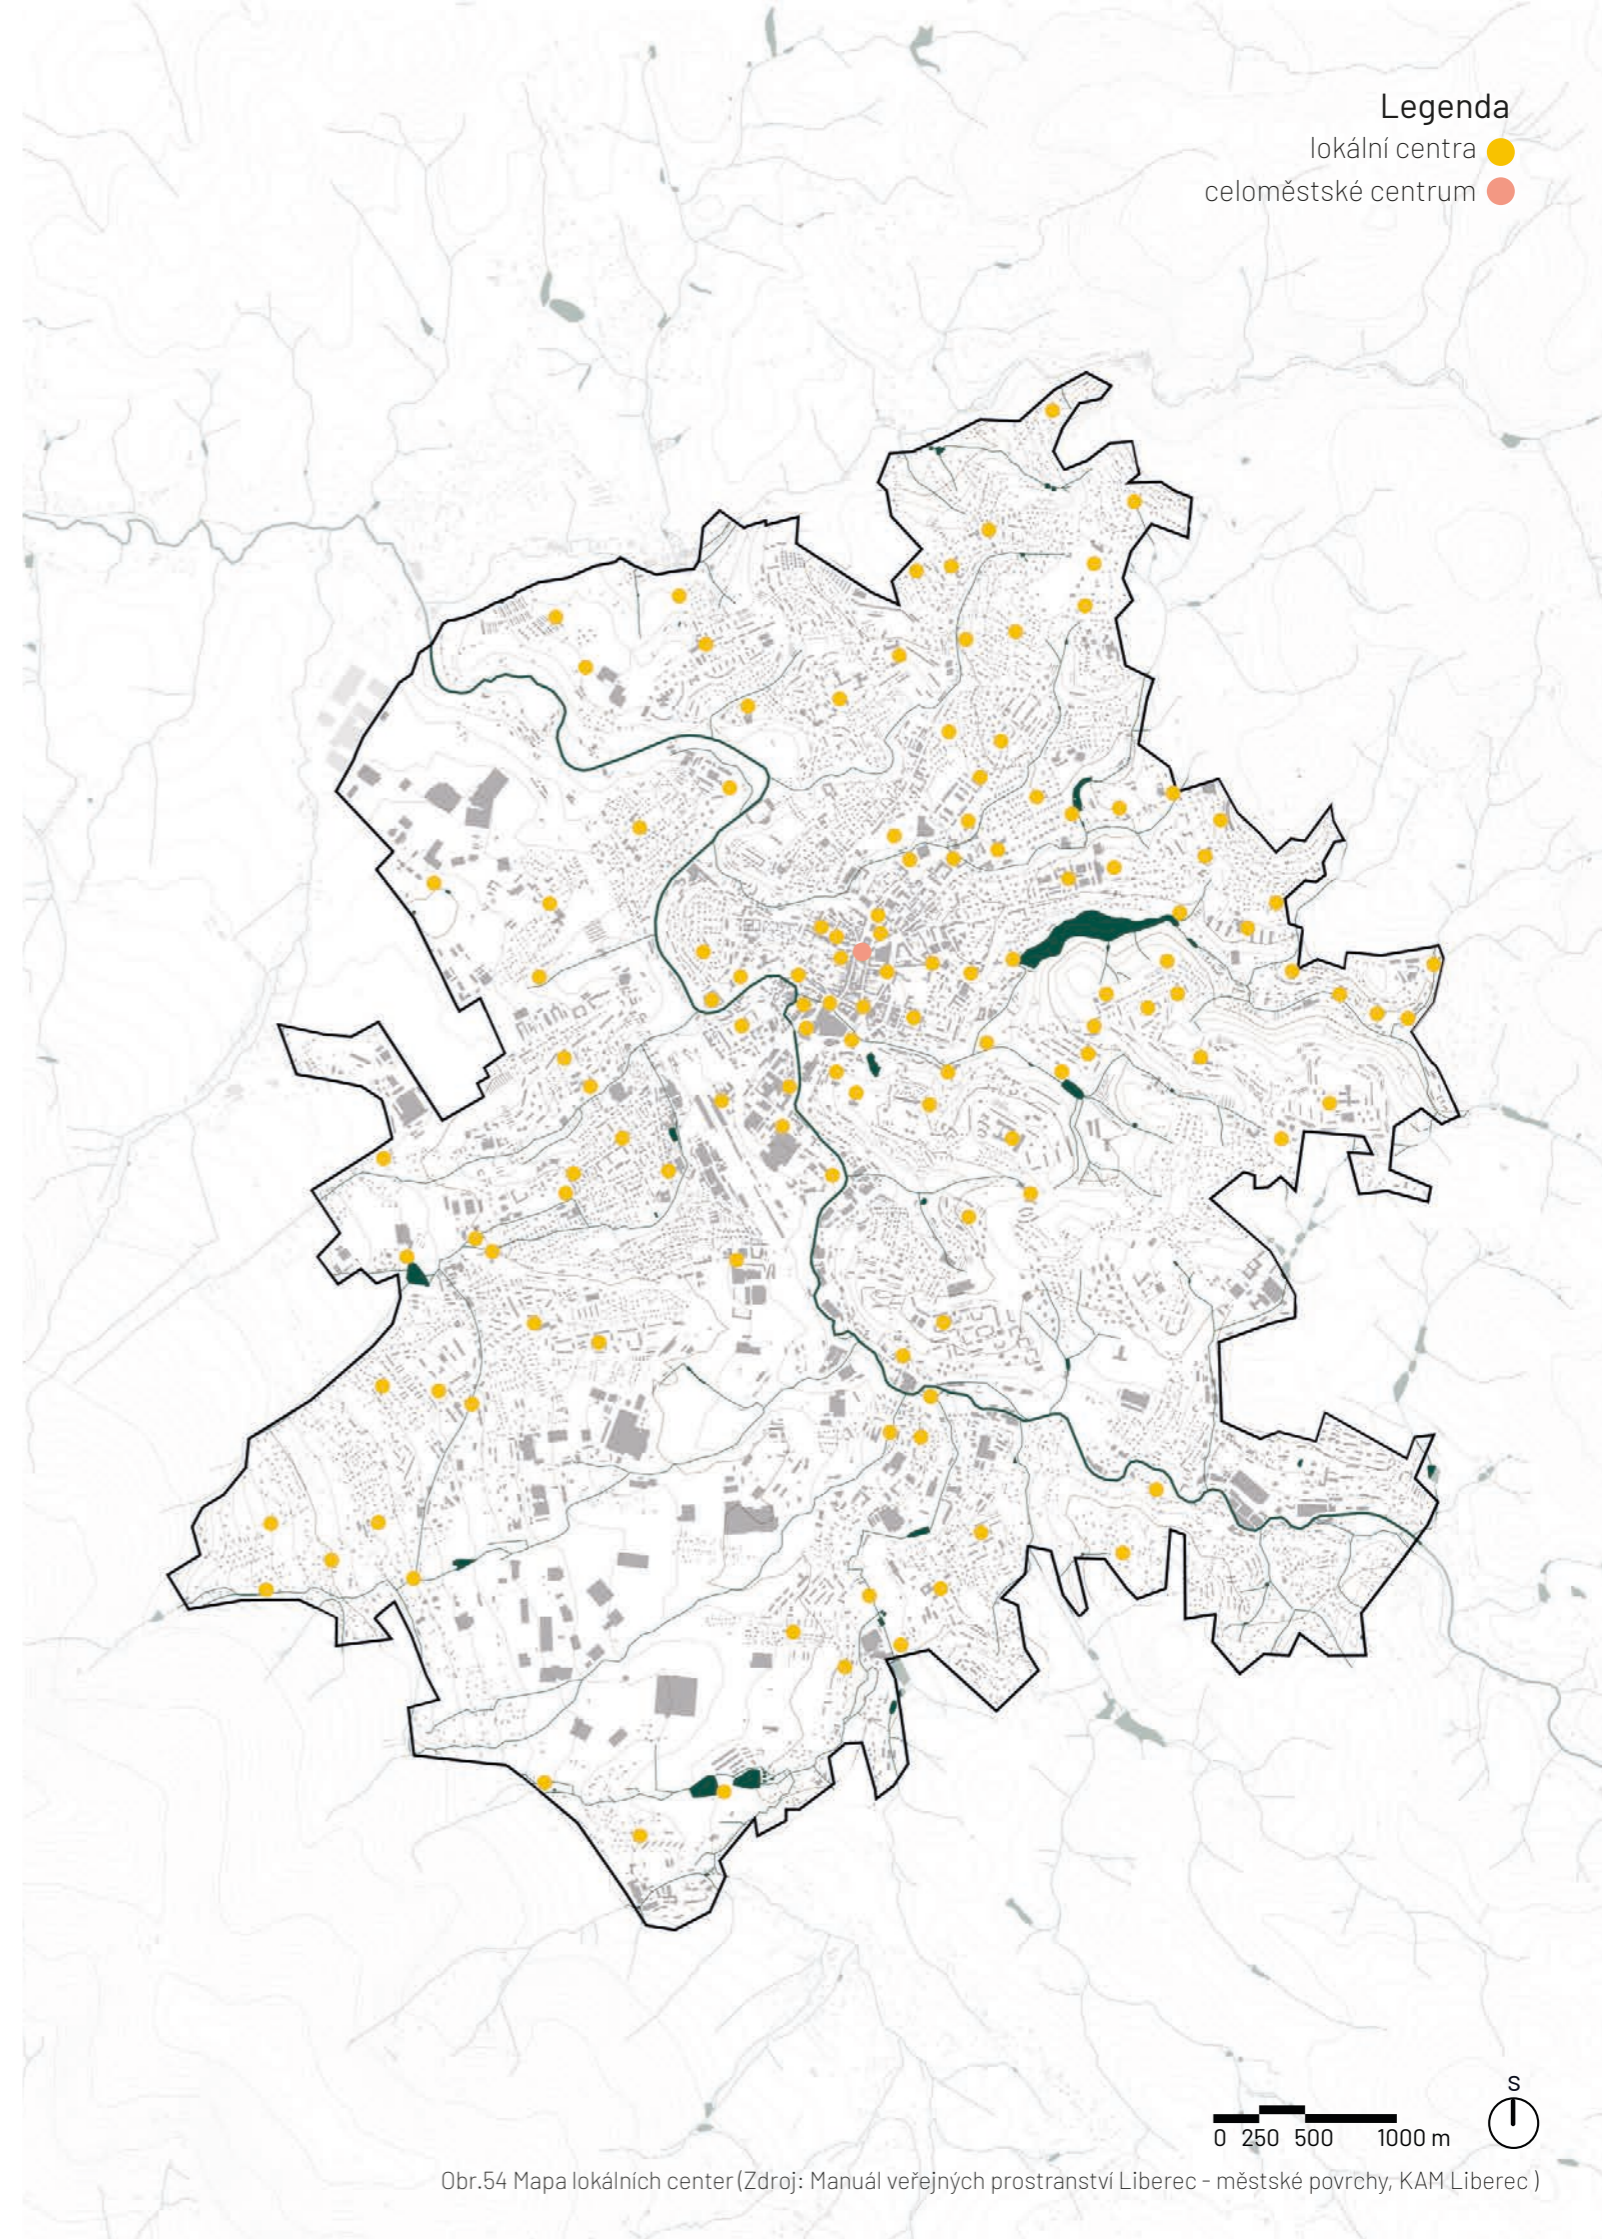 Legenda
lokální centra
celoměstské centrum
S
0 250 500 1000 m
Obr.54 Mapa lokálních center (Zdroj: Manuál veřejných prostranství Liberec - městské povrchy, KAM Liberec )